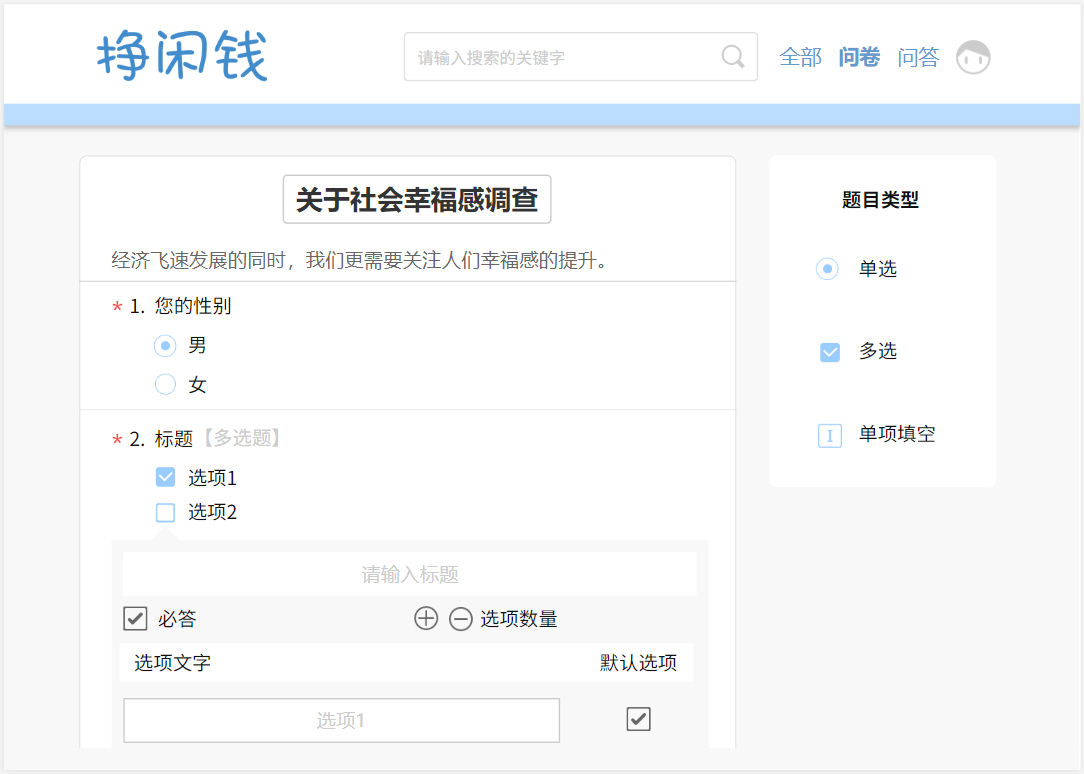 挣闲钱
请输入搜索的关键字
全部 问卷 问答
关于社会幸福感调查
经济飞速发展的同时，我们更需要关注人们幸福感的提升。
* 1. 您的性别
男
女
* 2. 标题【多选题】
选项1
选项2
请输入标题
必答 选项数量
选项文字 默认选项
选项1
题目类型
单选
多选
I 单项填空